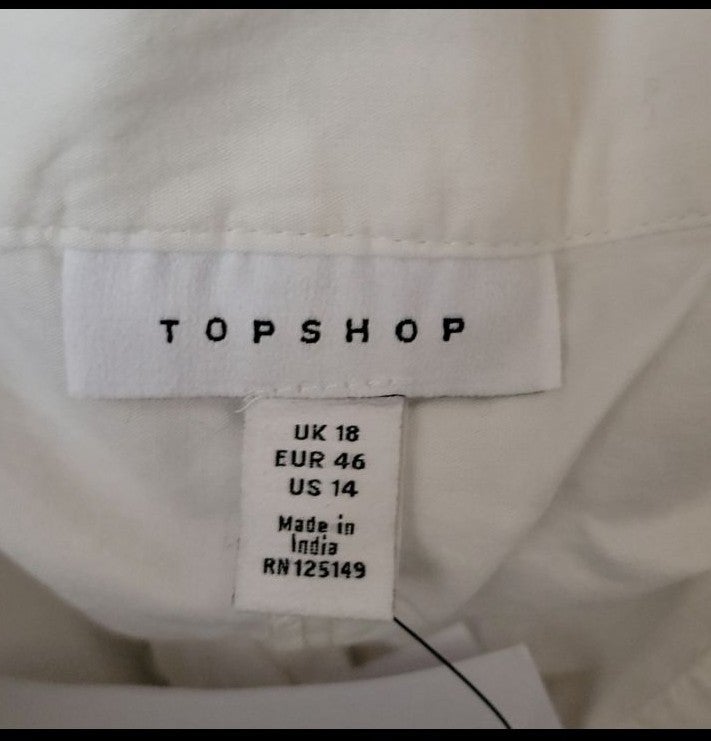 TOPSHOP
UK 18
EUR 46
US 14
Made in
India
RN125149